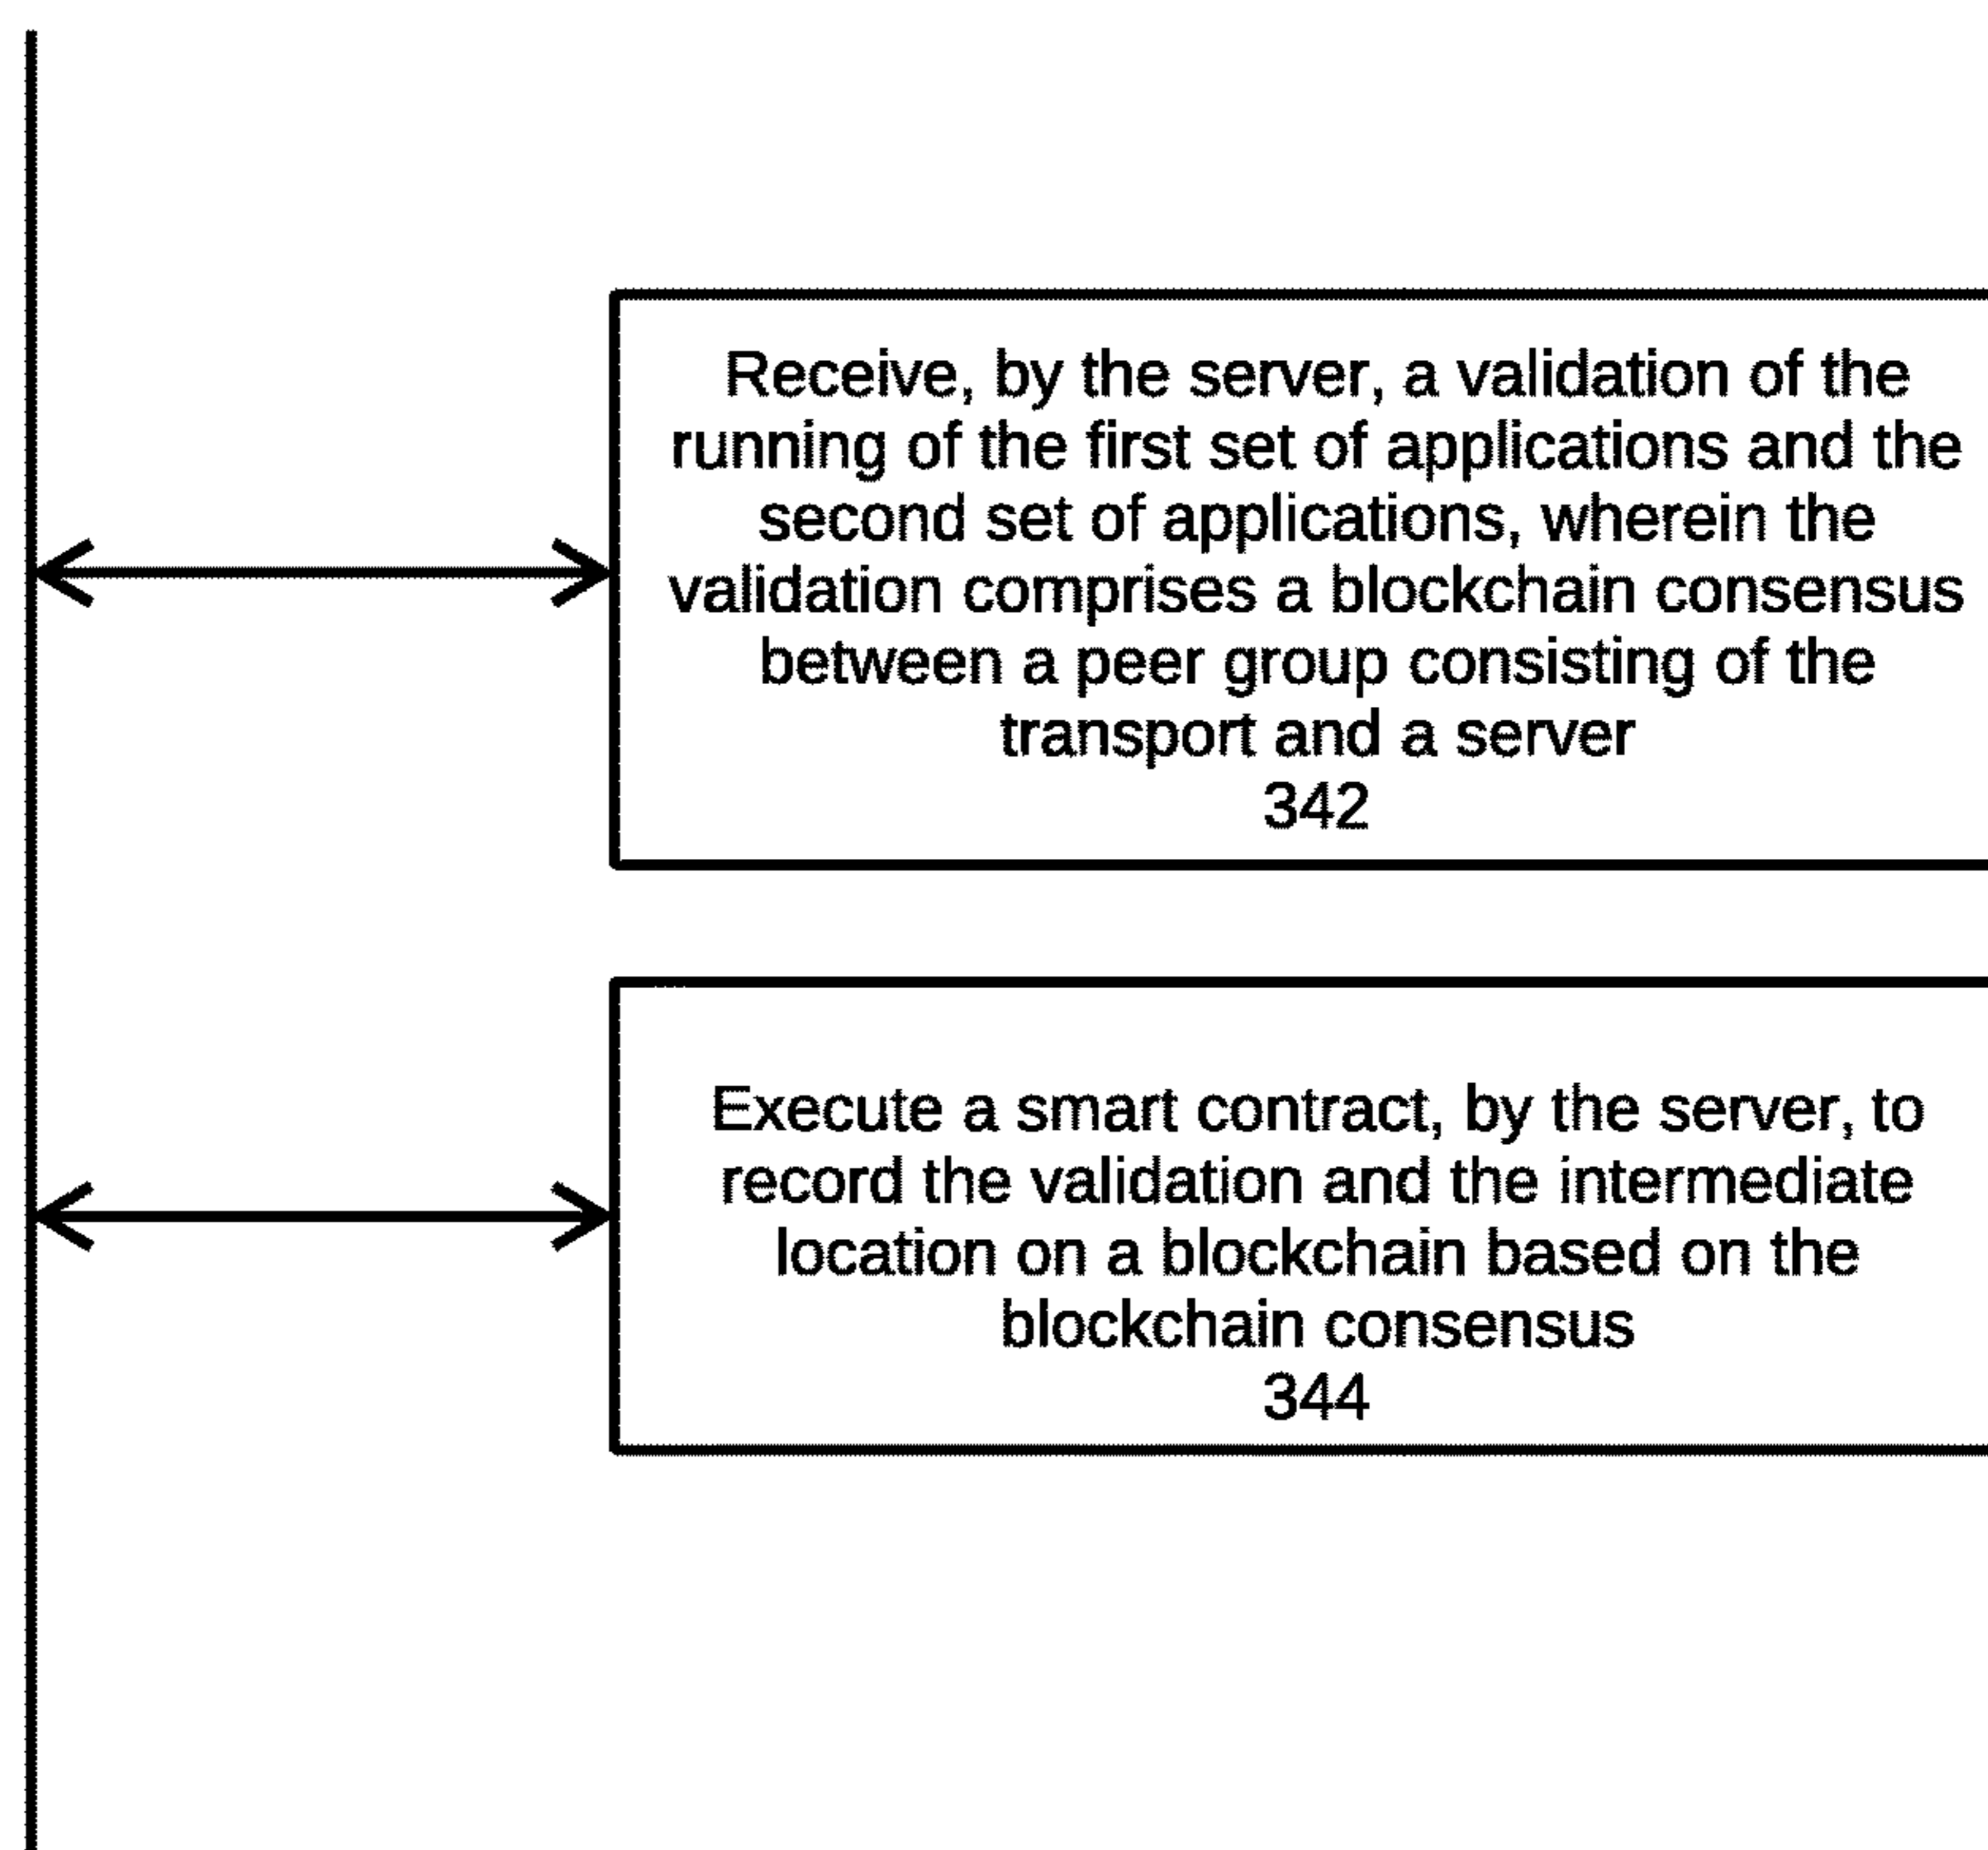 Receive, by the server, a validation of the
running of the first set of applications and the
second set of applications, wherein the
validation comprises a blockchain consensus
between a peer group consisting of the
transport and a server
342
Execute a smart contract, by the server, to
record the validation and the intermediate
location on a blockchain based on the
blockchain consensus
344